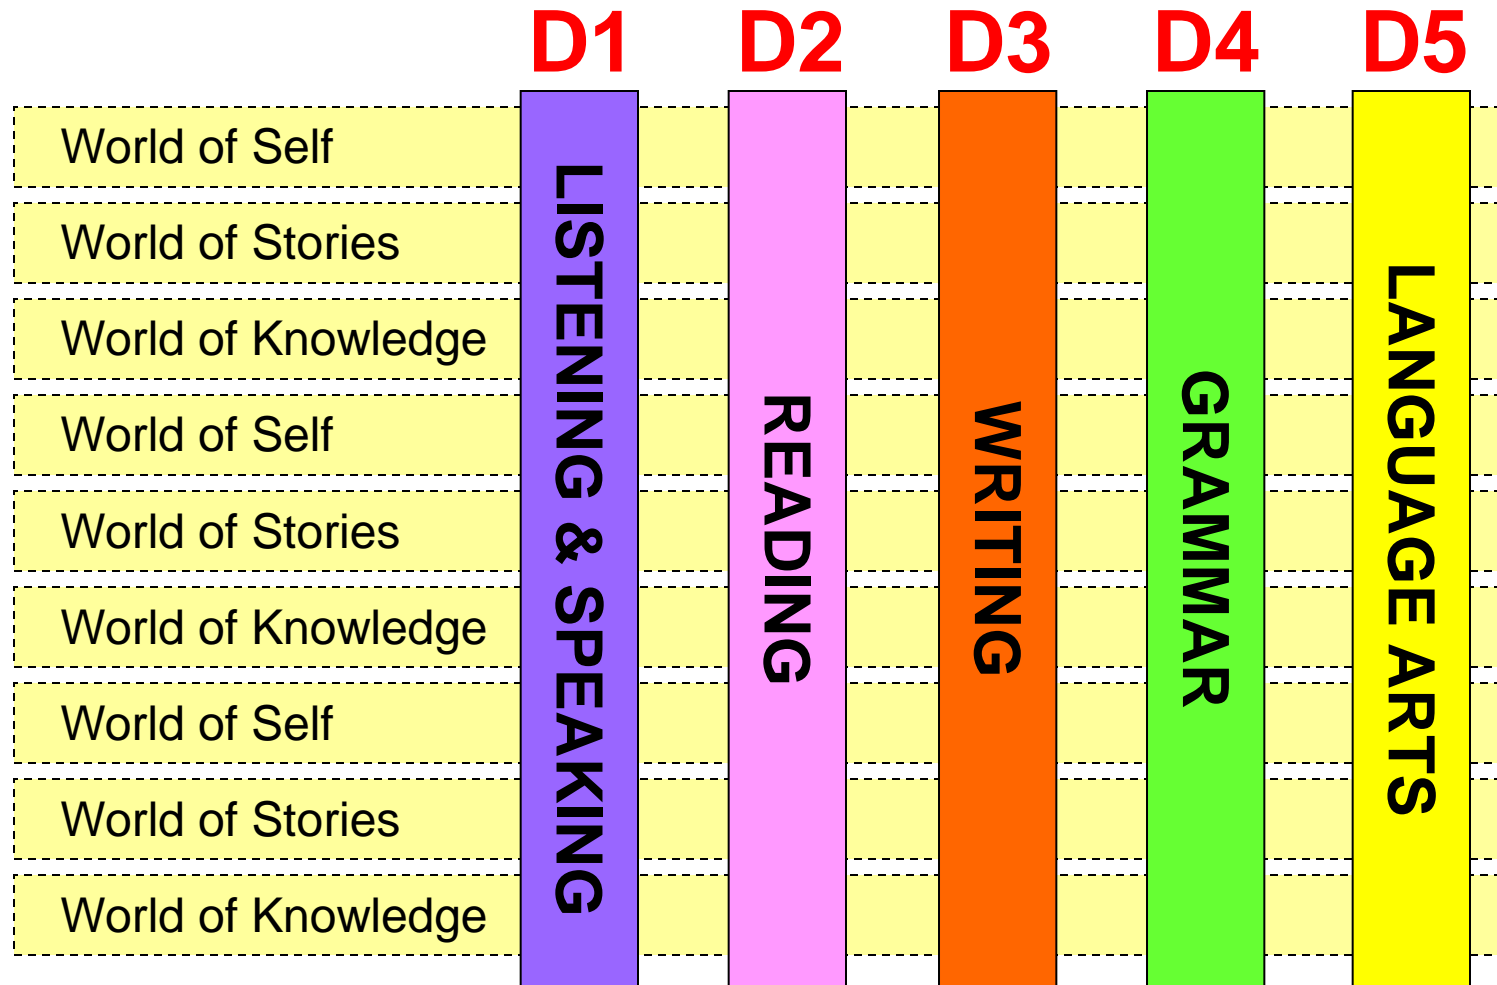 D1 D2 D3 D4 D5
World of Self
World of Stories
World of Knowledge
World of Self
World of Stories
World of Knowledge
World of Self
World of Stories
World of Knowledge
LISTENING & SPEAKING
READING
WRITING
GRAMMAR
LANGUAGE ARTS